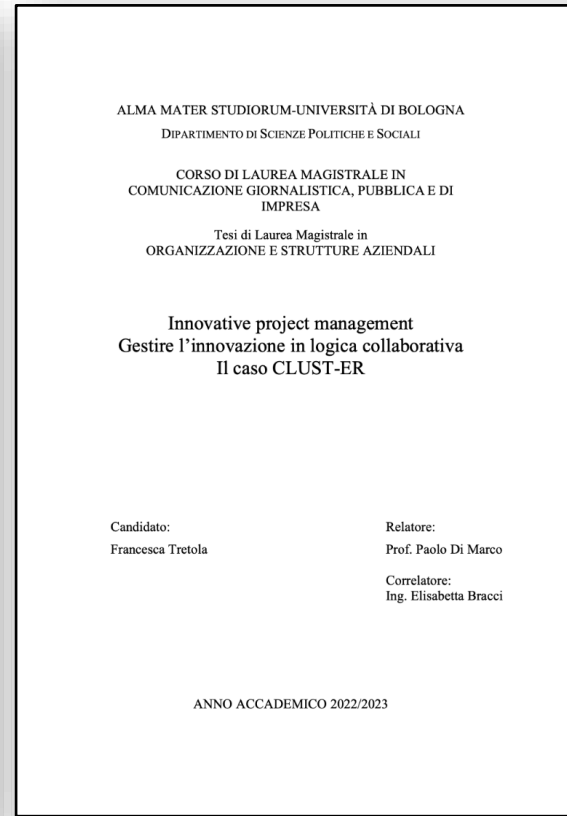 ALMA MATER STUDIORUM-UNIVERSITÀ DI BOLOGNA
DIPARTIMENTO DI SCIENZE POLITICHE E SOCIALI
CORSO DI LAUREA MAGISTRALE IN
COMUNICAZIONE GIORNALISTICA, PUBBLICA E DI
IMPRESA
Tesi di Laurea Magistrale in
ORGANIZZAZIONE E STRUTTURE AZIENDALI
Innovative project management
Gestire l'innovazione in logica collaborativa
Il caso CLUST-ER
Candidato:
Francesca Tretola
Relatore:
Prof. Paolo Di Marco
Correlatore:
Ing. Elisabetta Bracci
ANNO ACCADEMICO 2022/2023